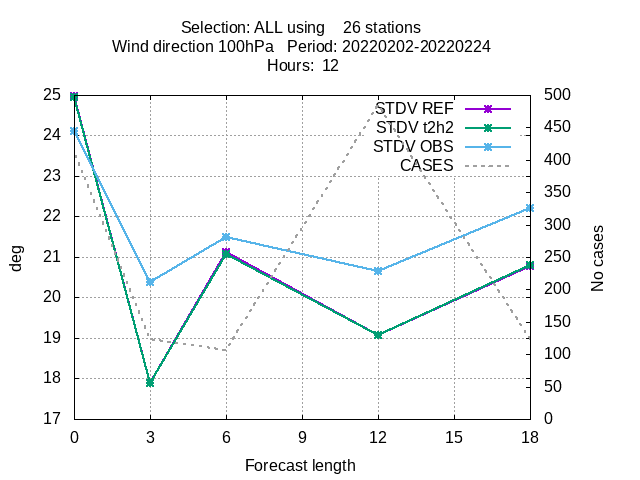 Selection: ALL using    26 stations
Wind direction 100hPa   Period: 20220202-20220224
Hours:  12
25 500
STDV REF
24 450
STDV t2h2
STDV OBS
23 400
CASES
22 350
21 300
20 250
19 200
18 150
17 100
50
0
deg
No cases
0 3 6 9 12 15 18
Forecast length